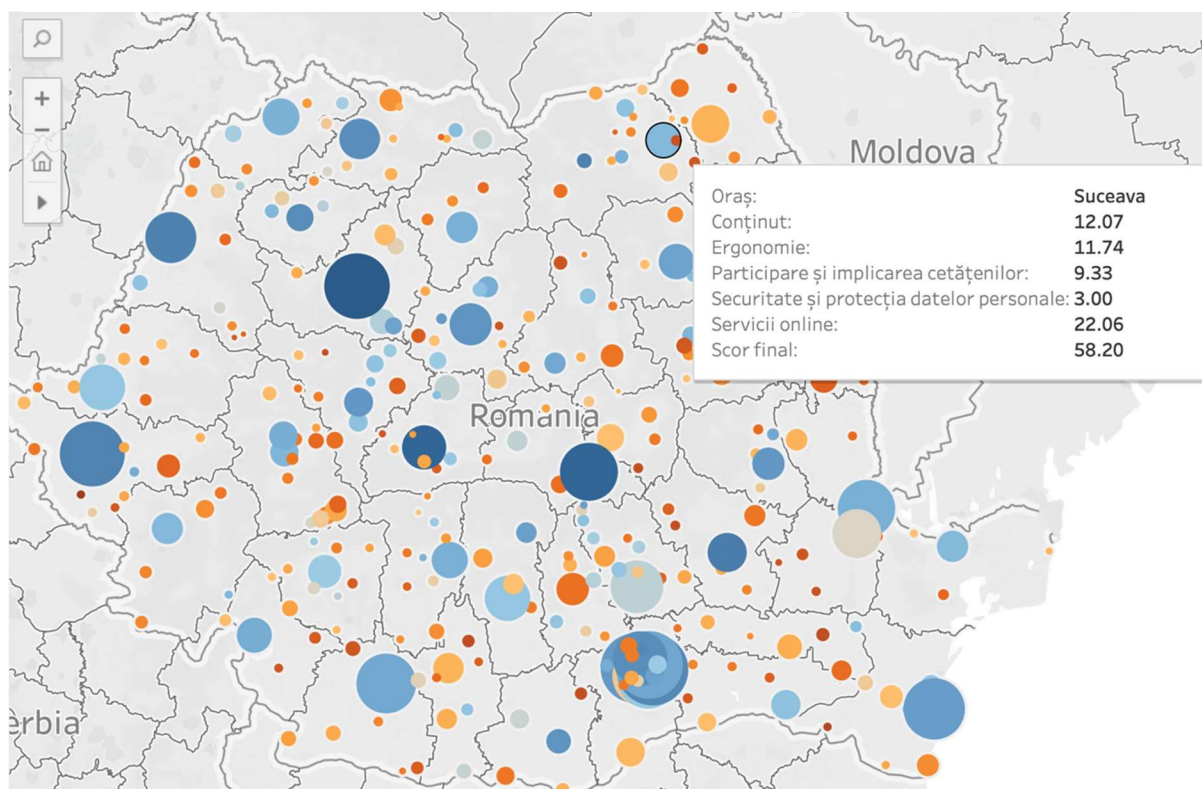 +
−
Moldova
Oraș: Suceava
Conținut: 12.07
Ergonomie: 11.74
Participare și implicarea cetățenilor: 9.33
Securitate și protecția datelor personale: 3.00
Servicii online: 22.06
Scor final: 58.20
Romania
erbia